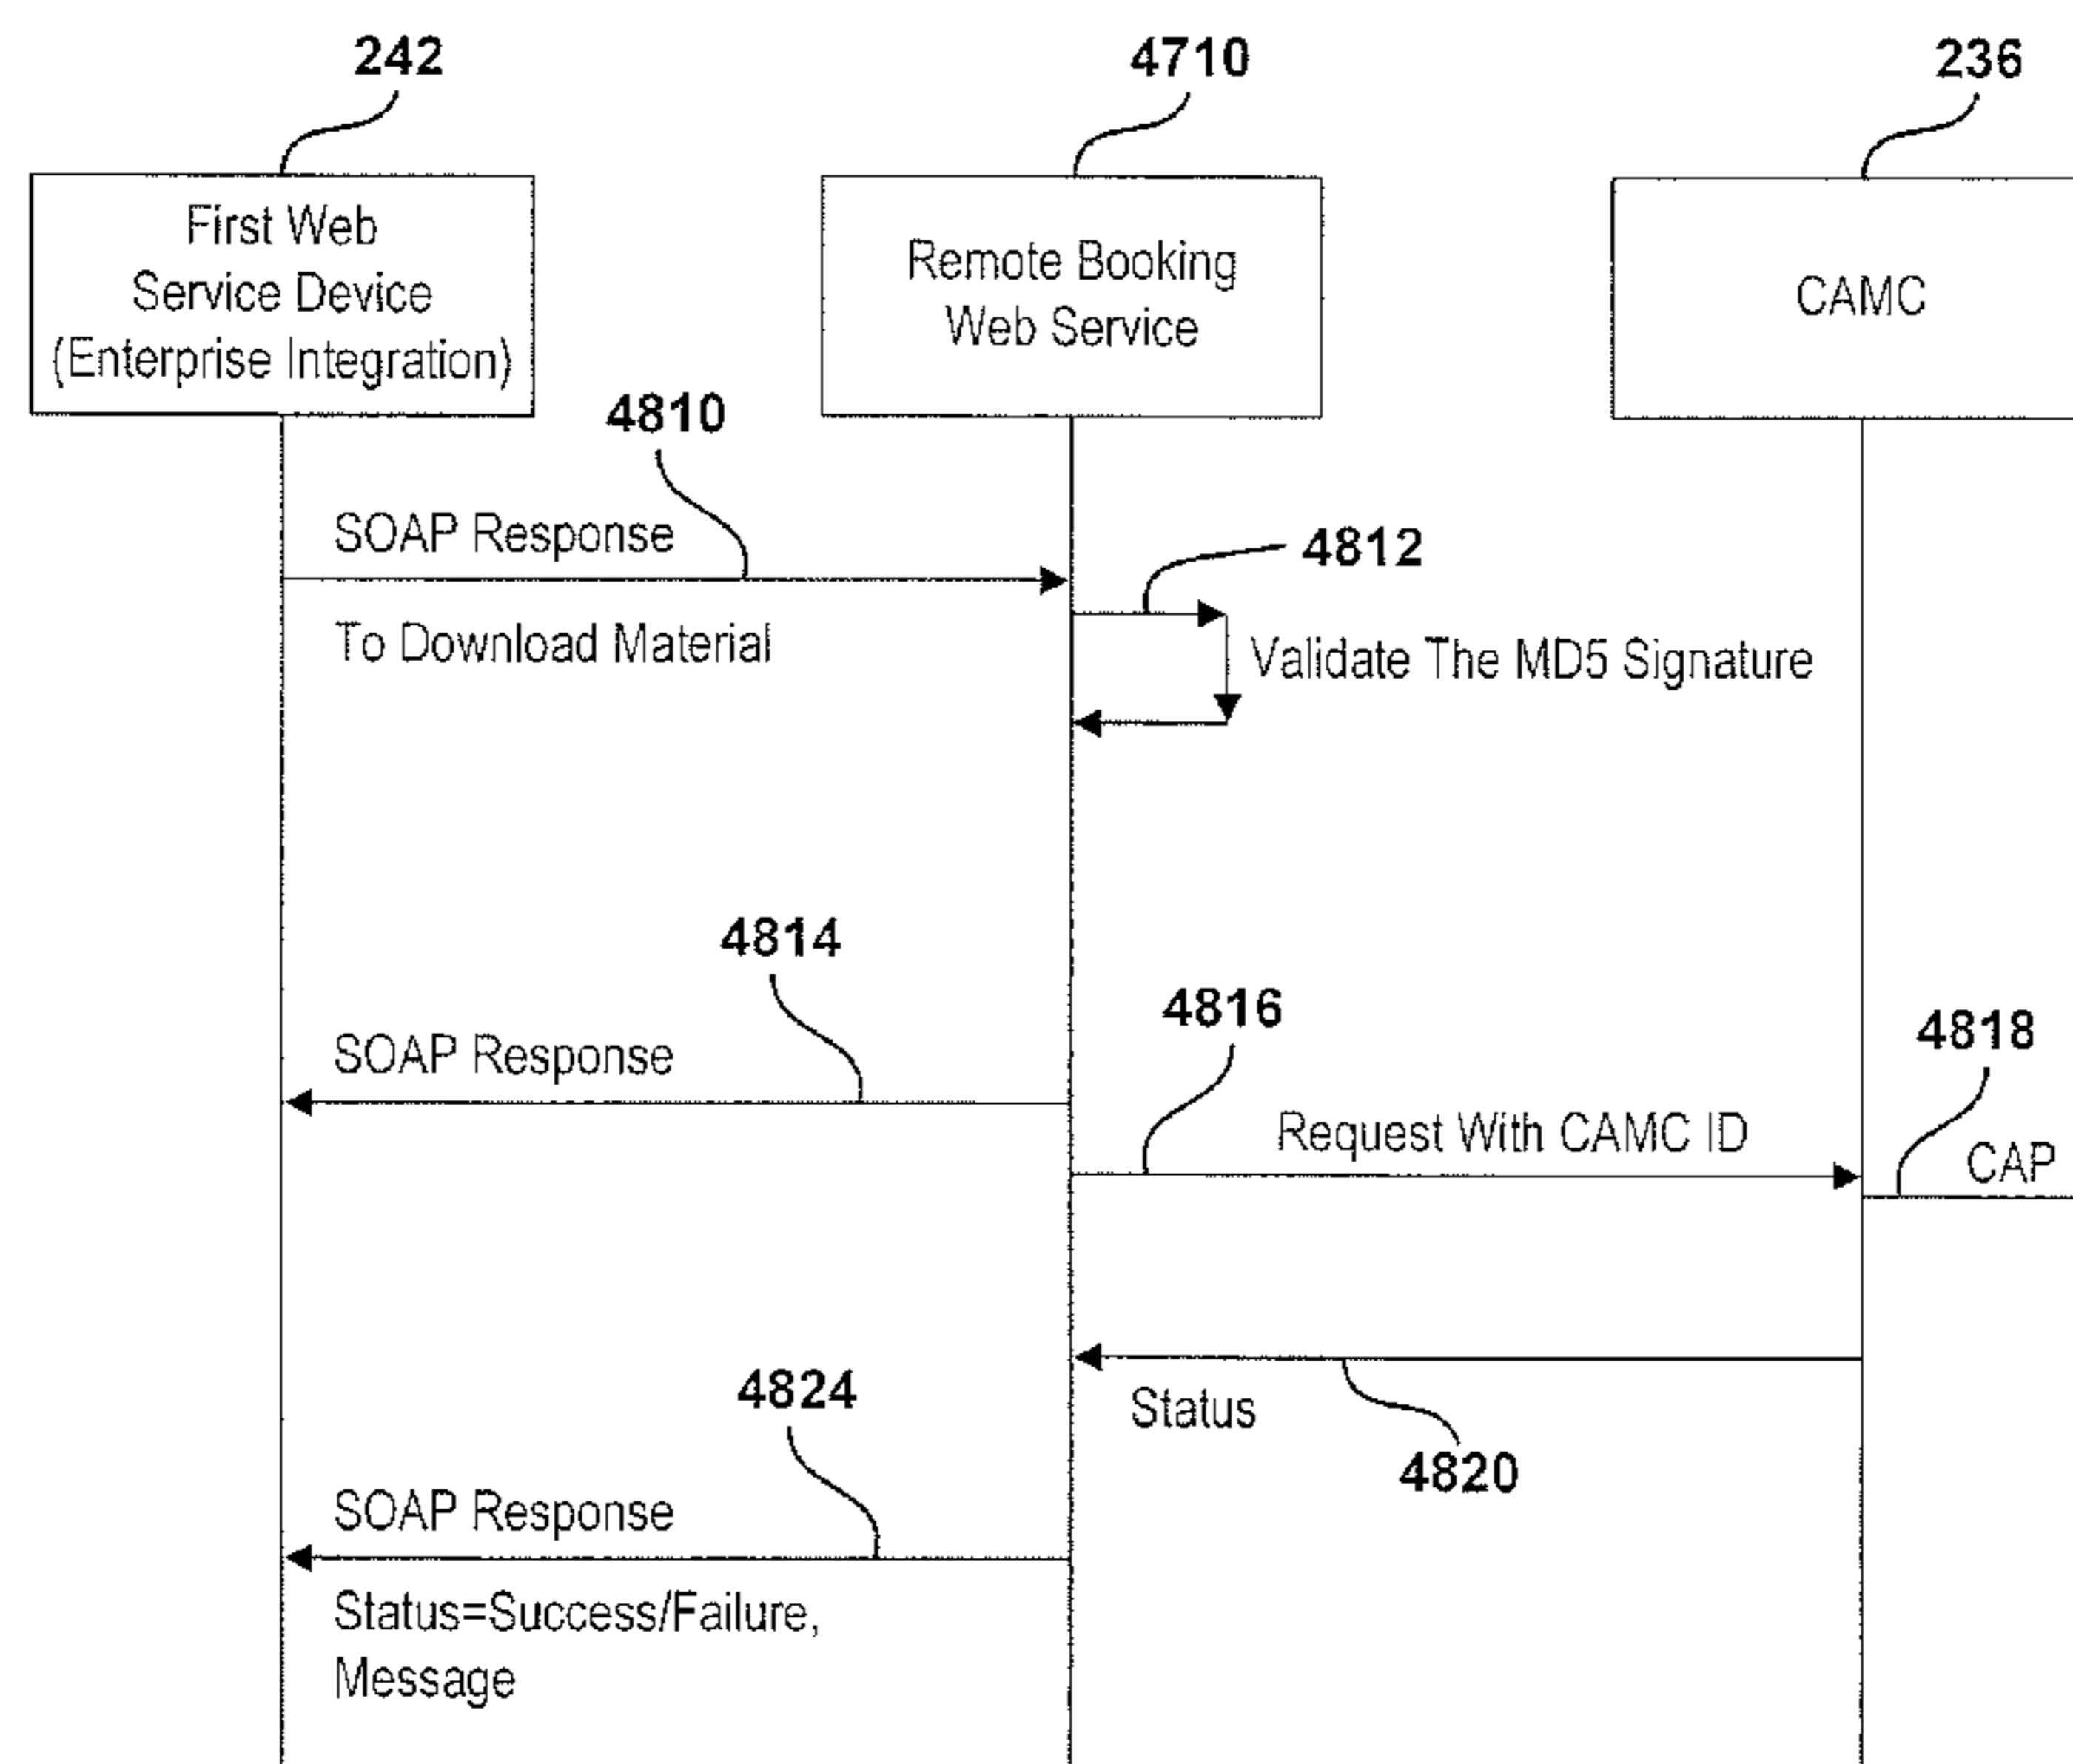 242
4710
236
First Web
Service Device
(Enterprise Integration)
Remote Booking
Web Service
CAMC
4810
SOAP Response
To Download Material
4812
Validate The MD5 Signature
4814
SOAP Response
4816
Request With CAMC ID
4818
CAP
Status
4820
4824
SOAP Response
Status=Success/Failure,
Message